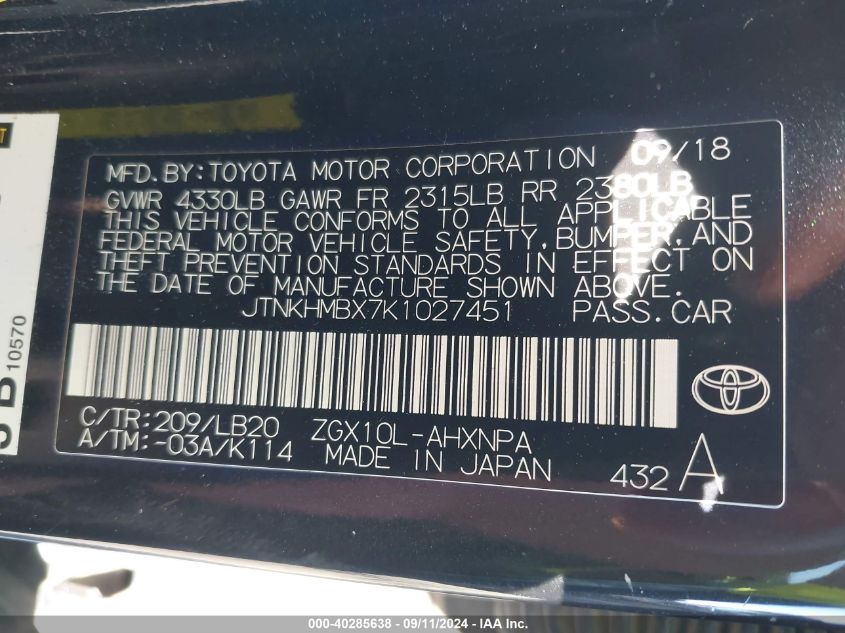 MFD. BY: TOYOTA MOTOR CORPORATION 09/18
GVWR 4330LB GAWR FR 2315LB RR 2380LB
THIS VEHICLE CONFORMS TO ALL APPLICABLE
FEDERAL MOTOR VEHICLE SAFETY, BUMPER, AND
THEFT PREVENTION STANDARDS IN EFFECT ON
THE DATE OF MANUFACTURE SHOWN ABOVE.
JTNKHMBX7K1027451 PASS. CAR
C/TR: 209/LB20 ZGX10L-AHXNPA
A/TM: -03A/K114 MADE IN JAPAN 432 A
10570
000-40285638 - 09/11/2024 - IAA Inc.